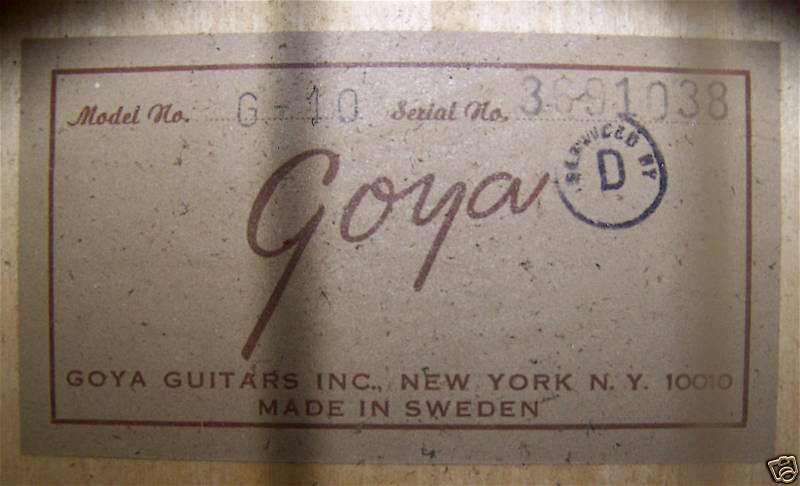 Model No. G-10 Serial No. 3691038
SERVICED BY
D
Goya
GOYA GUITARS INC., NEW YORK N. Y. 10010
MADE IN SWEDEN